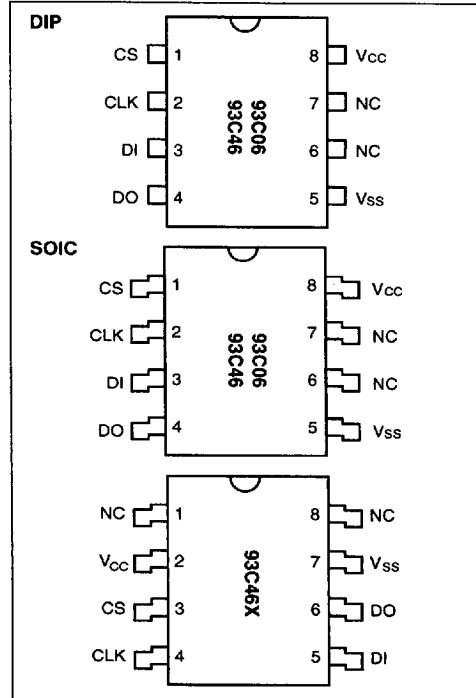 DIP
CS 1 8 Vcc
CLK 2 7 NC
DI 3 6 NC
DO 4 5 Vss
93C06
93C46
SOIC
CS 1 8 Vcc
CLK 2 7 NC
DI 3 6 NC
DO 4 5 Vss
93C06
93C46
NC 1 8 NC
Vcc 2 7 Vss
CS 3 6 DO
CLK 4 5 DI
93C46X